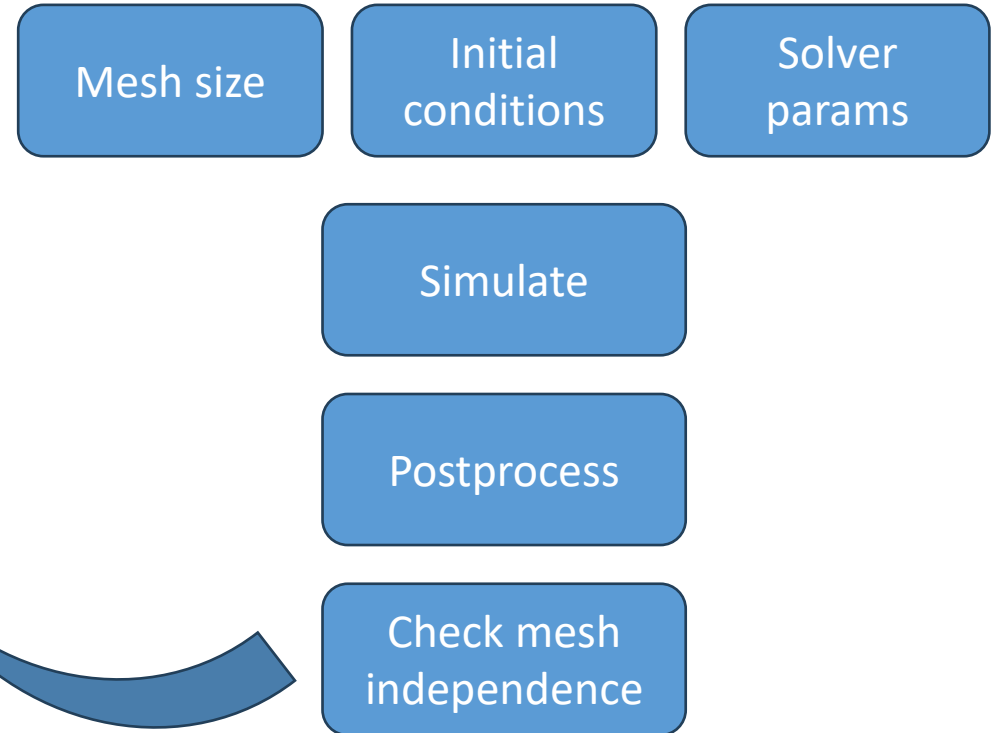 Mesh size
Initial
conditions
Solver
params
Simulate
Postprocess
Check mesh
independence